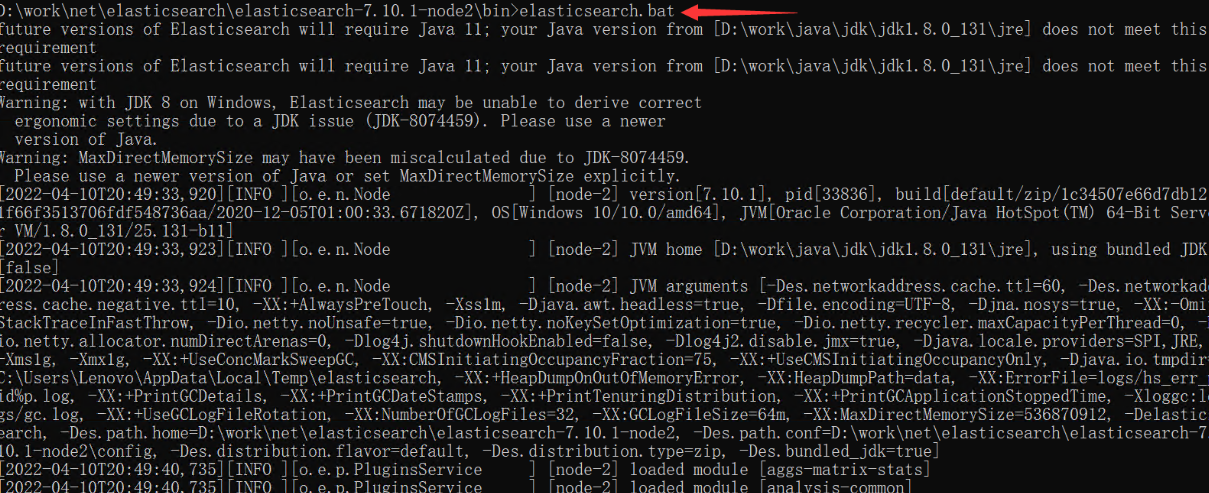 D:\work\net\elasticsearch\elasticsearch-7.10.1-node2\bin>elasticsearch.bat
future versions of Elasticsearch will require Java 11; your Java version from [D:\work\java\jdk\jdk1.8.0_131\jre] does not meet this
requirement
future versions of Elasticsearch will require Java 11; your Java version from [D:\work\java\jdk\jdk1.8.0_131\jre] does not meet this
requirement
Warning: with JDK 8 on Windows, Elasticsearch may be unable to derive correct
ergonomic settings due to a JDK issue (JDK-8074459). Please use a newer
version of Java.
Warning: MaxDirectMemorySize may have been miscalculated due to JDK-8074459.
Please use a newer version of Java or set MaxDirectMemorySize explicitly.
[2022-04-10T20:49:33,920][INFO ][o.e.n.Node               ] [node-2] version[7.10.1], pid[33836], build[default/zip/1c34507e66d7db12
1f66f3513706fdf548736aa/2020-12-05T01:00:33.671820Z], OS[Windows 10/10.0/amd64], JVM[Oracle Corporation/Java HotSpot(TM) 64-Bit Serve
r VM/1.8.0_131/25.131-b11]
[2022-04-10T20:49:33,923][INFO ][o.e.n.Node               ] [node-2] JVM home [D:\work\java\jdk\jdk1.8.0_131\jre], using bundled JDK
[false]
[2022-04-10T20:49:33,924][INFO ][o.e.n.Node               ] [node-2] JVM arguments [-Des.networkaddress.cache.ttl=60, -Des.networkadd
ress.cache.negative.ttl=10, -XX:+AlwaysPreTouch, -Xss1m, -Djava.awt.headless=true, -Dfile.encoding=UTF-8, -Djna.nosys=true, -XX:-Omit
StackTraceInFastThrow, -Dio.netty.noUnsafe=true, -Dio.netty.noKeySetOptimization=true, -Dio.netty.recycler.maxCapacityPerThread=0,
io.netty.allocator.numDirectArenas=0, -Dlog4j.shutdownHookEnabled=false, -Dlog4j2.disable.jmx=true, -Djava.locale.providers=SPI,JRE,
-Xms1g, -Xmx1g, -XX:+UseConcMarkSweepGC, -XX:CMSInitiatingOccupancyFraction=75, -XX:+UseCMSInitiatingOccupancyOnly, -Djava.io.tmpdir
C:\Users\Lenovo\AppData\Local\Temp\elasticsearch, -XX:+HeapDumpOnOutOfMemoryError, -XX:HeapDumpPath=data, -XX:ErrorFile=logs/hs_err_p
id%p.log, -XX:+PrintGCDetails, -XX:+PrintGCDateStamps, -XX:+PrintTenuringDistribution, -XX:+PrintGCApplicationStoppedTime, -Xloggc:lo
gs/gc.log, -XX:+UseGCLogFileRotation, -XX:NumberOfGCLogFiles=32, -XX:GCLogFileSize=64m, -XX:MaxDirectMemorySize=536870912, -Delastic
search, -Des.path.home=D:\work\net\elasticsearch\elasticsearch-7.10.1-node2, -Des.path.conf=D:\work\net\elasticsearch\elasticsearch-7
10.1-node2\config, -Des.distribution.flavor=default, -Des.distribution.type=zip, -Des.bundled_jdk=true]
[2022-04-10T20:49:40,735][INFO ][o.e.p.PluginsService     ] [node-2] loaded module [aggs-matrix-stats]
[2022-04-10T20:49:40,735][INFO ][o.e.p.PluginsService     ] [node-2] loaded module [analysis-common]